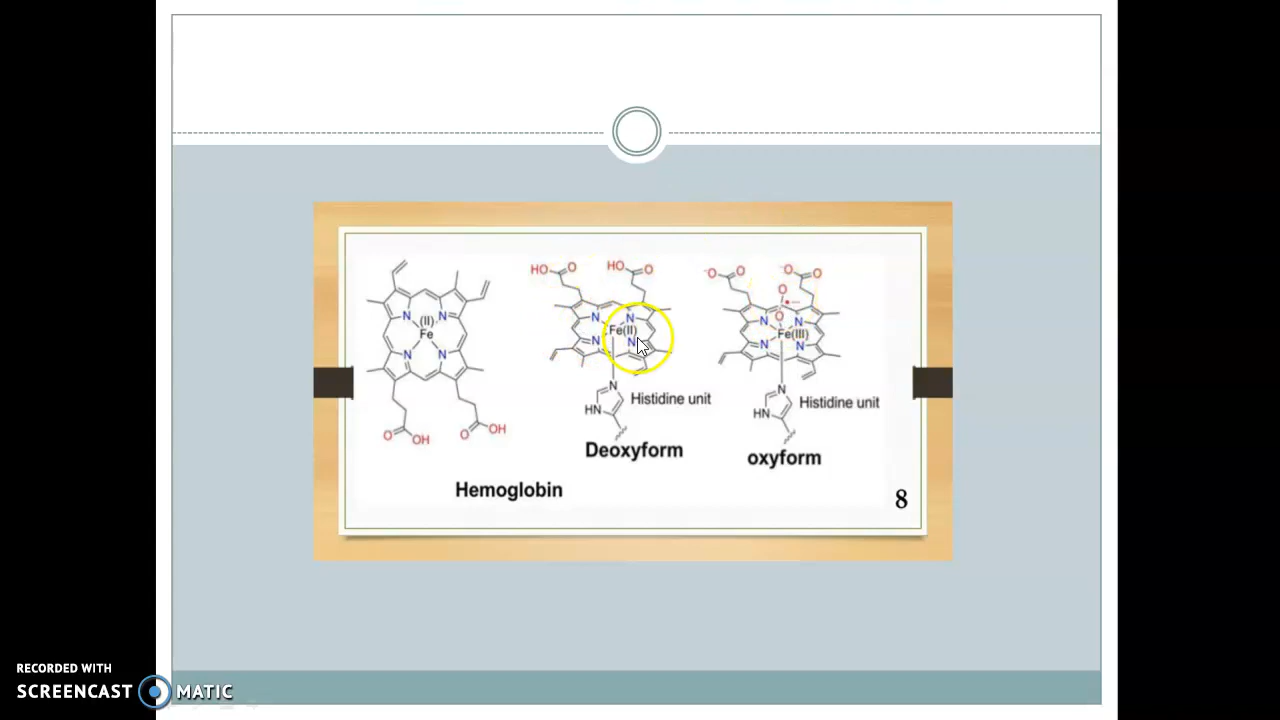 (II)
Fe
N
N
N
N
O
OH
O
OH
HO
O
HO
O
N
N
Fe(II)
N
N
N
HN
Histidine unit
Deoxyform
⁻O
O
⁻O
O
O
•−
O
N
N
Fe(III)
N
N
N
HN
Histidine unit
oxyform
Hemoglobin
8
RECORDED WITH
SCREENCAST MATIC